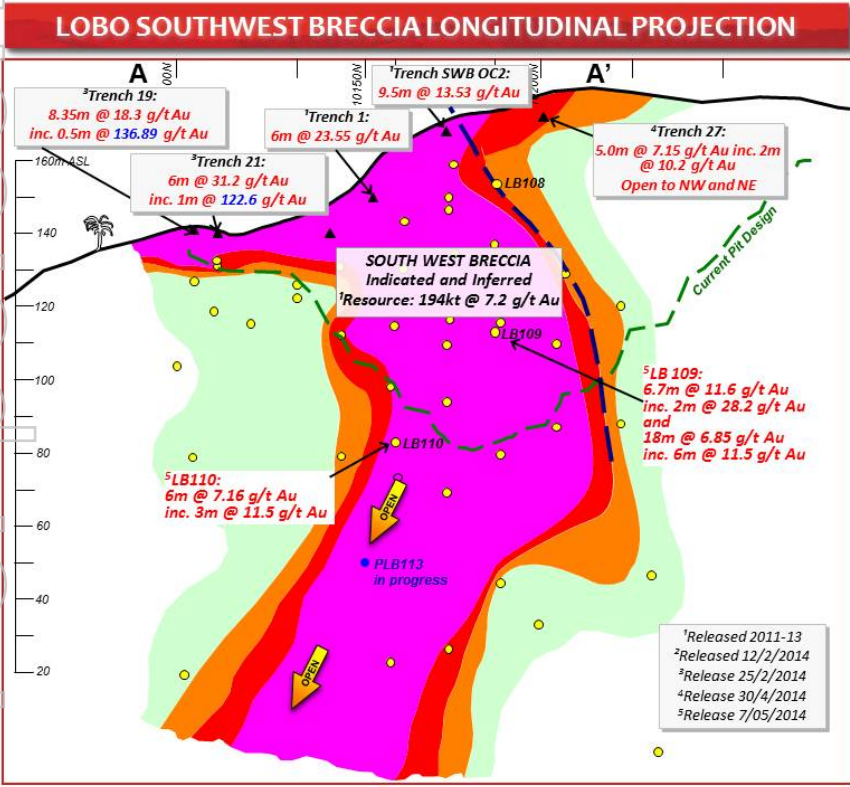 LOBO SOUTHWEST BRECCIA LONGITUDINAL PROJECTION
A
00N
10150N
200N
A'
³Trench 19:
8.35m @ 18.3 g/t Au
inc. 0.5m @ 136.89 g/t Au
¹Trench SWB OC2:
9.5m @ 13.53 g/t Au
¹Trench 1:
6m @ 23.55 g/t Au
⁴Trench 27:
5.0m @ 7.15 g/t Au inc. 2m
@ 10.2 g/t Au
Open to NW and NE
³Trench 21:
6m @ 31.2 g/t Au
inc. 1m @ 122.6 g/t Au
160m ASL
140
120
100
80
60
40
20
LB108
SOUTH WEST BRECCIA
Indicated and Inferred
¹Resource: 194kt @ 7.2 g/t Au
Current Pit Design
LB109
⁵LB 109:
6.7m @ 11.6 g/t Au
inc. 2m @ 28.2 g/t Au
and
18m @ 6.85 g/t Au
inc. 6m @ 11.5 g/t Au
LB110
⁵LB110:
6m @ 7.16 g/t Au
inc. 3m @ 11.5 g/t Au
OPEN
PLB113
in progress
OPEN
¹Released 2011-13
²Released 12/2/2014
³Release 25/2/2014
⁴Release 30/4/2014
⁵Release 7/05/2014